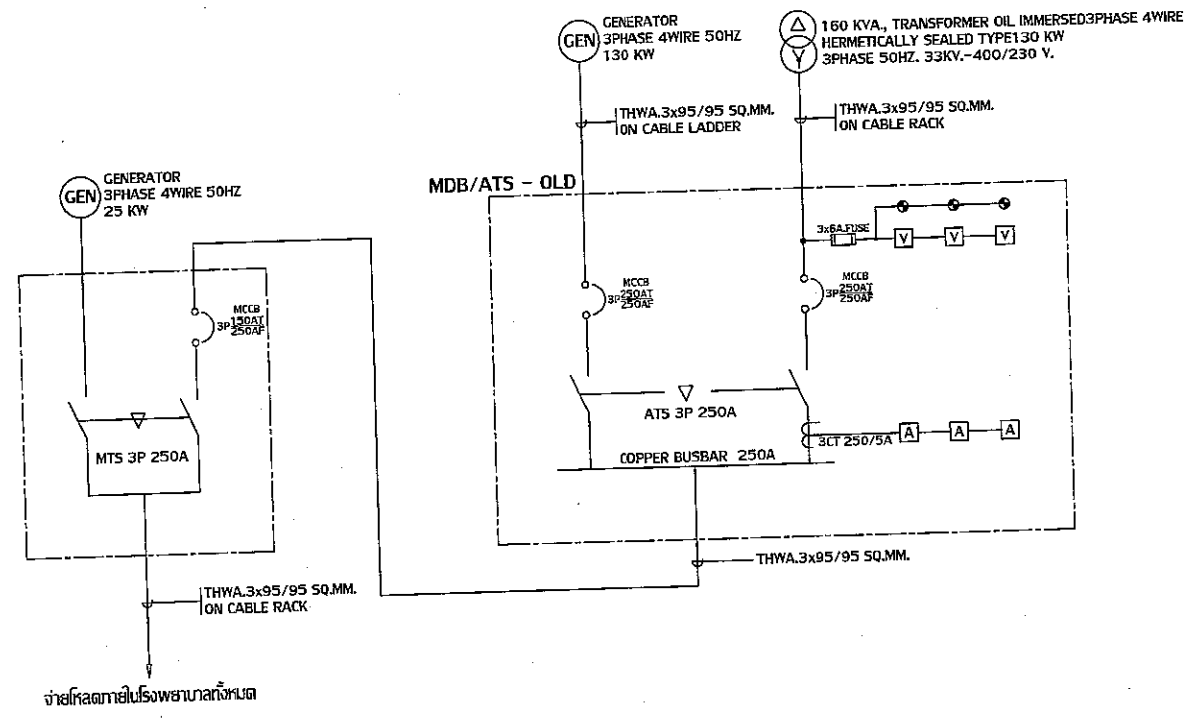 GENERATOR
3PHASE 4WIRE 50HZ
130 KW
GEN
160 KVA., TRANSFORMER OIL IMMERSED3PHASE 4WIRE
HERMETICALLY SEALED TYPE130 KW
3PHASE 50HZ. 33KV.-400/230 V.
THWA.3x95/95 SQ.MM.
ON CABLE LADDER
THWA.3x95/95 SQ.MM.
ON CABLE RACK
GENERATOR
3PHASE 4WIRE 50HZ
25 KW
GEN
MDB/ATS - OLD
3x6A.FUSE
V
V
V
MCCB
3P 250AT
250AF
MCCB
3P 250AT
250AF
MCCB
3P 150AT
250AF
ATS 3P 250A
3CT 250/5A
A
A
A
MTS 3P 250A
COPPER BUSBAR 250A
THWA.3x95/95 SQ.MM.
THWA.3x95/95 SQ.MM.
ON CABLE RACK
จ่ายโหลดภายในโรงพยาบาลทั้งหมด